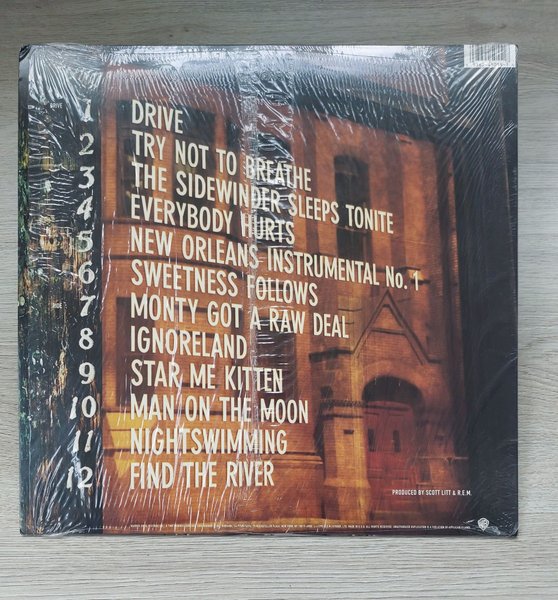 1 DRIVE
2 TRY NOT TO BREATHE
3 THE SIDEWINDER SLEEPS TONITE
4 EVERYBODY HURTS
5 NEW ORLEANS INSTRUMENTAL No. 1
6 SWEETNESS FOLLOWS
7 MONTY GOT A RAW DEAL
8 IGNORELAND
9 STAR ME KITTEN
10 MAN ON THE MOON
11 NIGHTSWIMMING
12 FIND THE RIVER
PRODUCED BY SCOTT LITT & R.E.M.